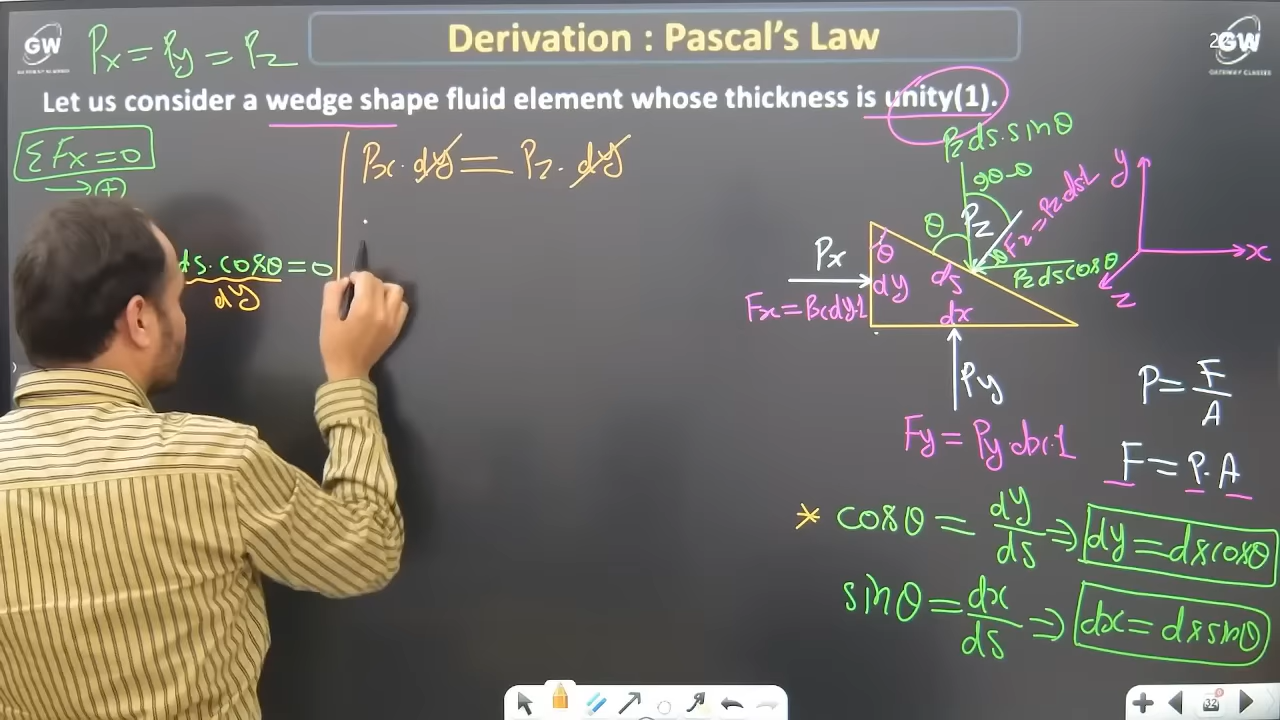 GW
Px = Py = Pz
Derivation : Pascal's Law
GW
Let us consider a wedge shape fluid element whose thickness is unity(1).
ΣFx = 0
→ (+)
ds. cosθ = 0
dy
Px · dy = Pz · dy
Pz ds. sinθ
90-θ
θ
Pz
Fz = Pz ds.1
θ
Pz ds cosθ
Px
Fx = Px dy.1
θ
dy
ds
dx
Py
Fy = Py . dx . 1
y
x
z
P = F/A
F = P. A
* cosθ = dy/ds ⇒ dy = ds cosθ
sinθ = dx/ds ⇒ dx = ds sinθ
32